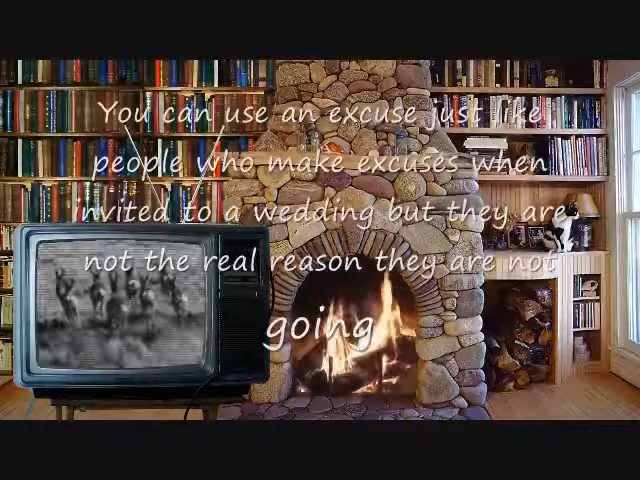 You can use an excuse just like
people who make excuses when
invited to a wedding but they are
not the real reason they are not
going